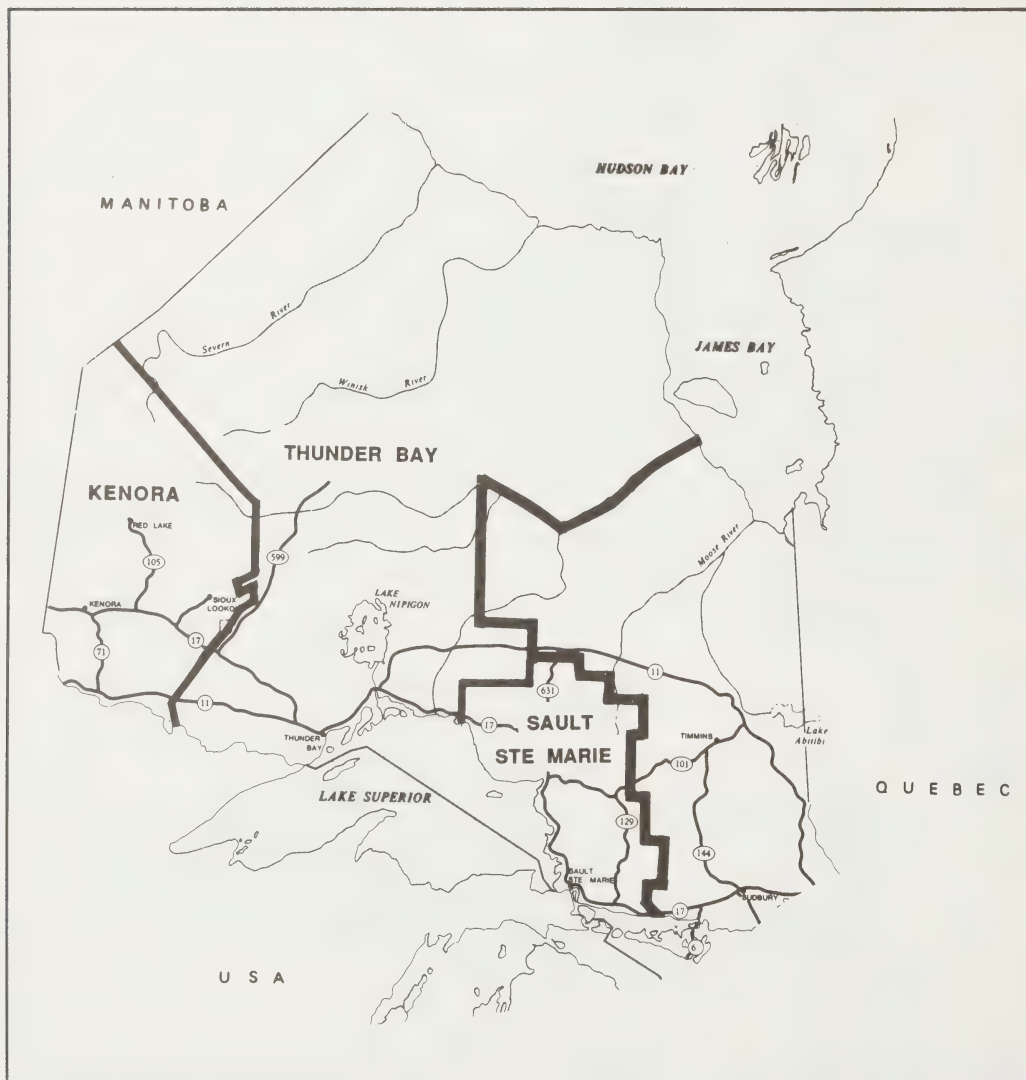 HUDSON BAY
MANITOBA
Severn River
JAMES BAY
Winisk River
THUNDER BAY
KENORA
RED LAKE
105
599
Moose River
SIOUX
LOOKO
KENORA
LAKE
NIPIGON
17
71
11
11
631
17
SAULT
STE MARIE
THUNDER
BAY
TIMMINS
Lake
Abitibi
101
LAKE SUPERIOR
QUEBEC
129
144
SAULT
STE MARIE
SUDBURY
17
6
USA